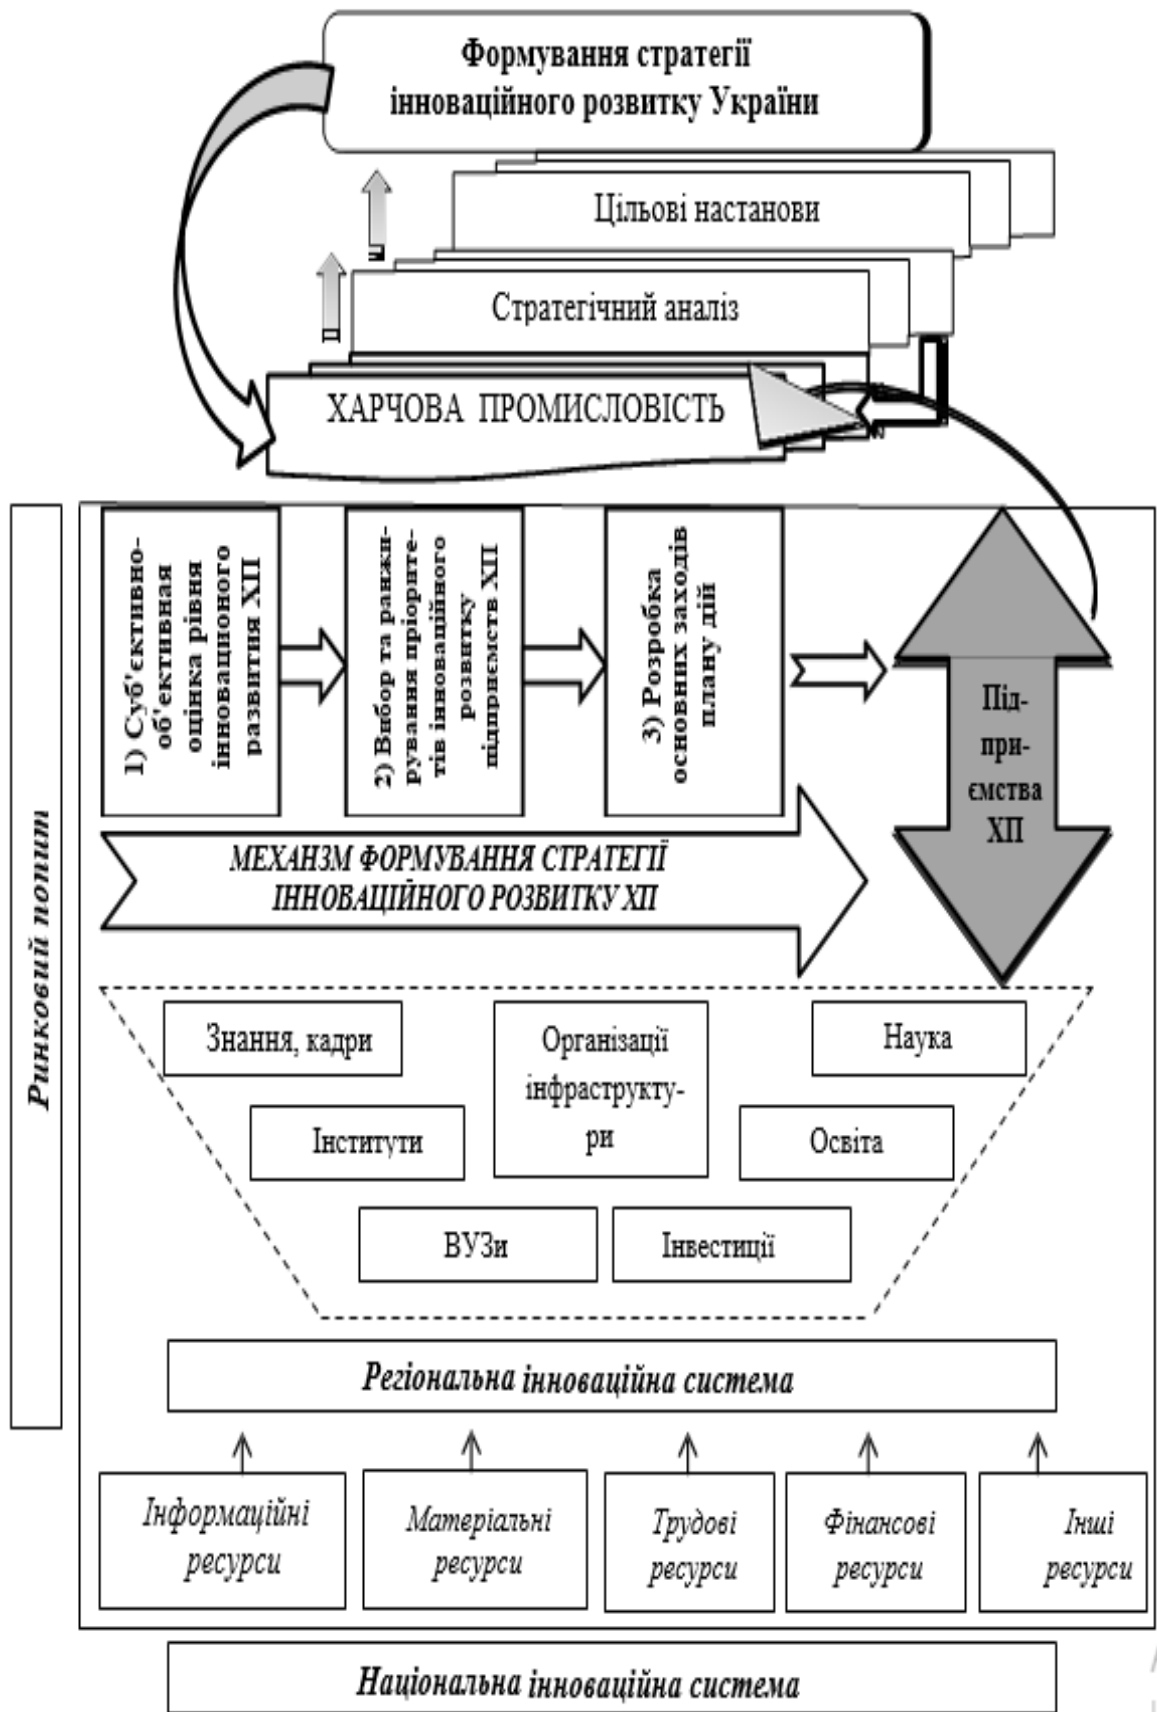 Формування стратегії
інноваційного розвитку України
Цільові настанови
Стратегічний аналіз
ХАРЧОВА ПРОМИСЛОВІСТЬ
Ринковий попит
1) Суб'єктивно-
об'ективная
оцінка рівня
інновационого
развития ХП
2) Вибор та ранжи-
рування пріорите-
тів інноваційного
розвитку
підприємств ХП
3) Розробка
основних заходів
плану дій
Під-
при-
ємства
ХП
МЕХАНЗМ ФОРМУВАННЯ СТРАТЕГІЇ
ІННОВАЦІЙНОГО РОЗВИТКУ ХП
Знання, кадри
Організації
інфраструкту-
ри
Наука
Інститути
Освіта
ВУЗи
Інвестиції
Регіональна інноваційна система
Інформаційні
ресурси
Матеріальні
ресурси
Трудові
ресурси
Фінансові
ресурси
Інші
ресурси
Національна інноваційна система